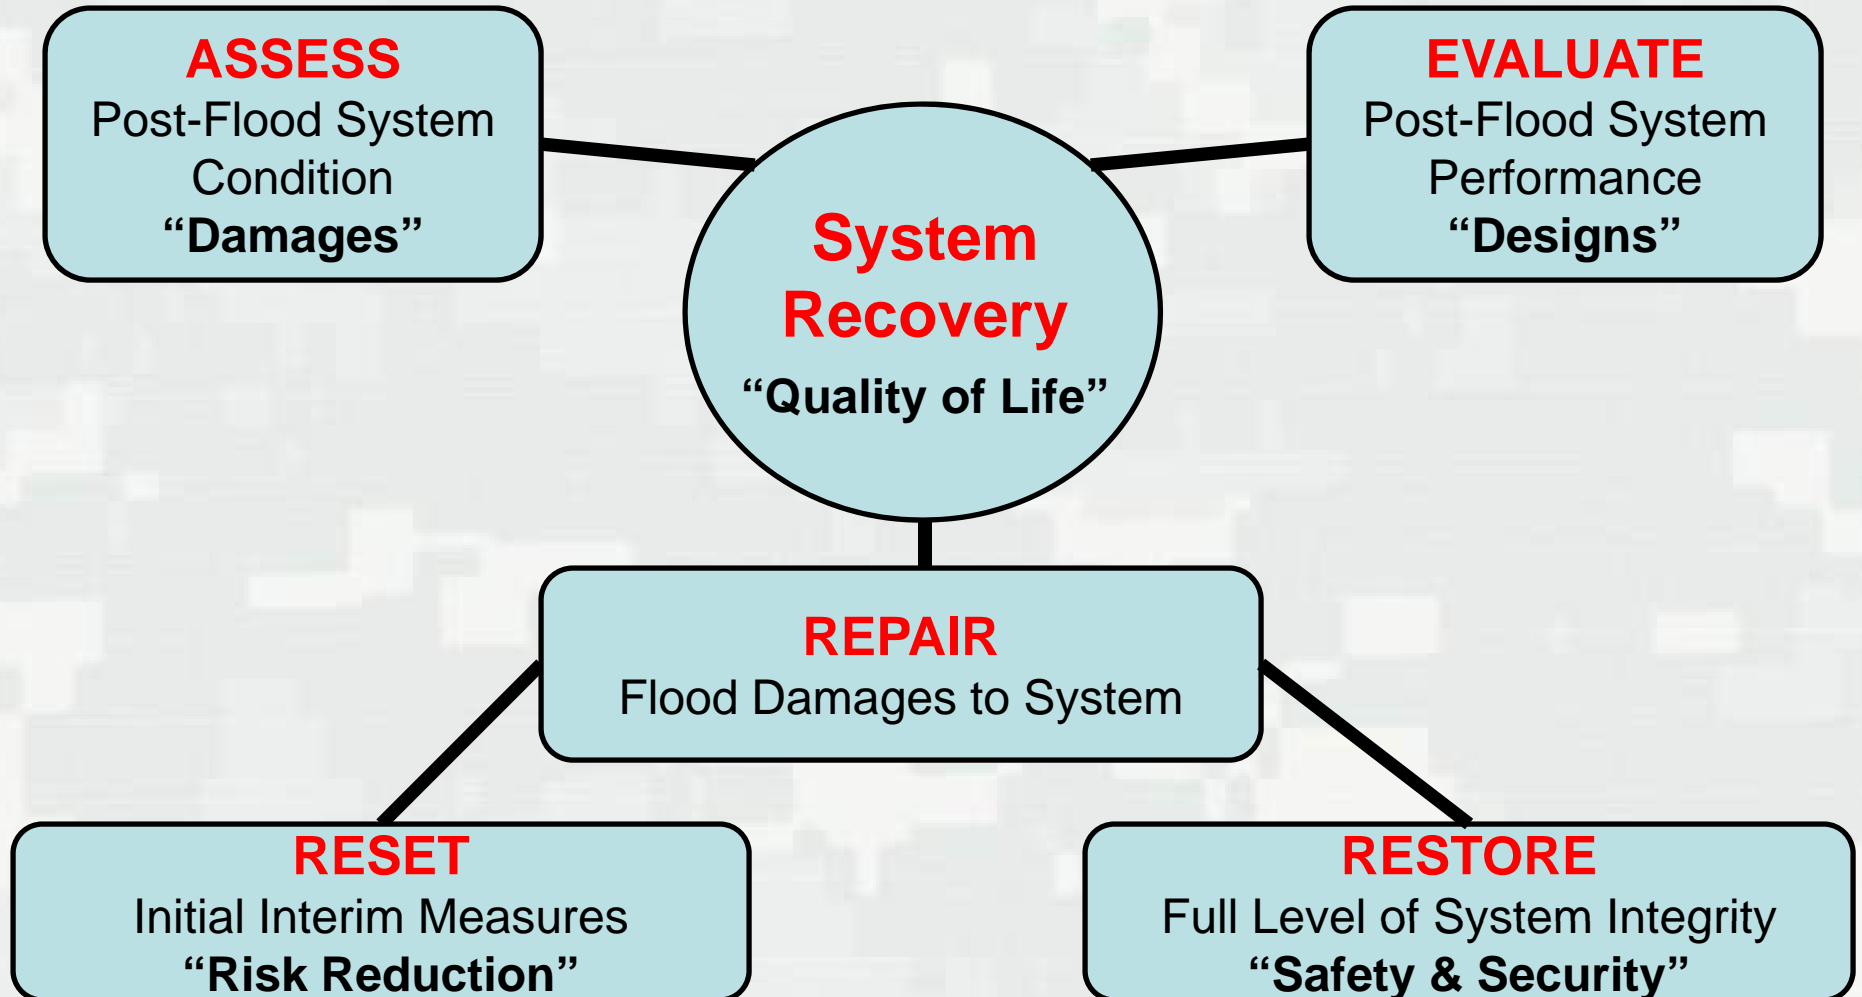 ASSESS
Post-Flood System
Condition
“Damages”
EVALUATE
Post-Flood System
Performance
“Designs”
System
Recovery
“Quality of Life”
REPAIR
Flood Damages to System
RESET
Initial Interim Measures
“Risk Reduction”
RESTORE
Full Level of System Integrity
“Safety & Security”